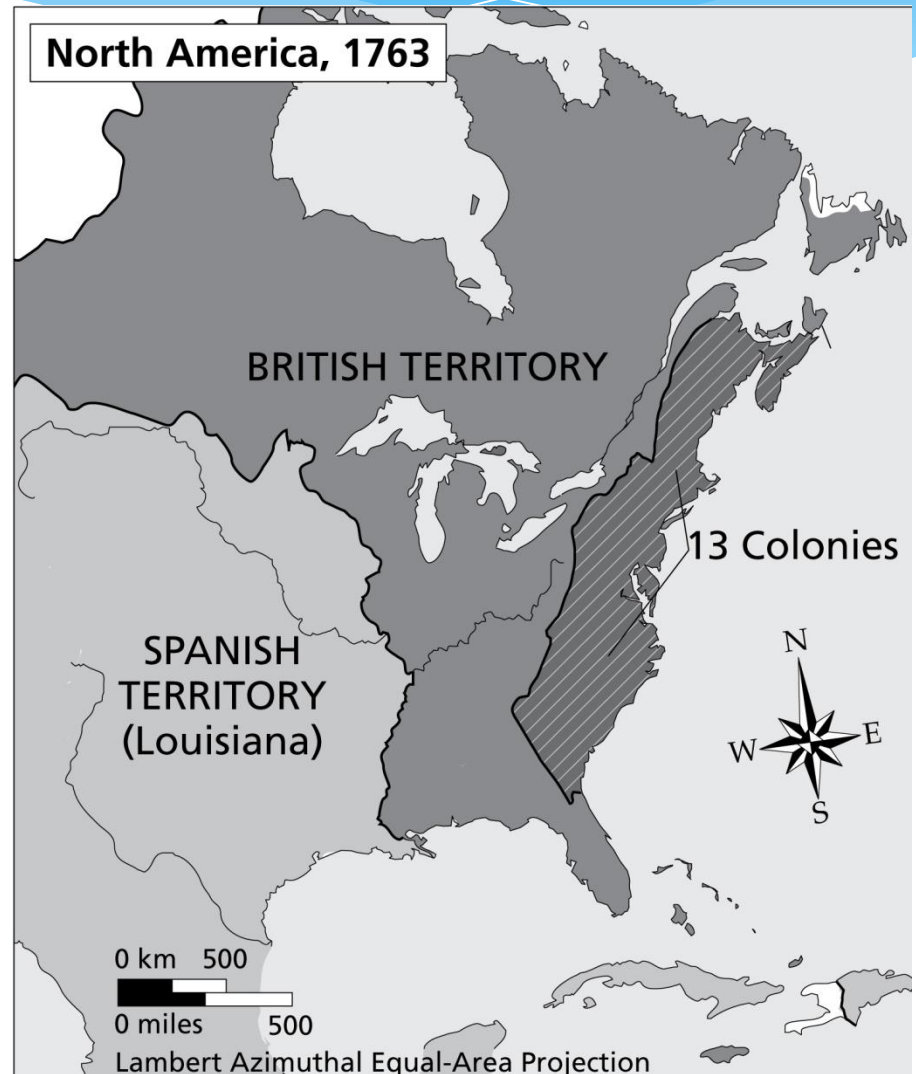 North America, 1763
BRITISH TERRITORY
13 Colonies
SPANISH
TERRITORY
(Louisiana)
N
W E
S
0 km 500
0 miles 500
Lambert Azimuthal Equal-Area Projection